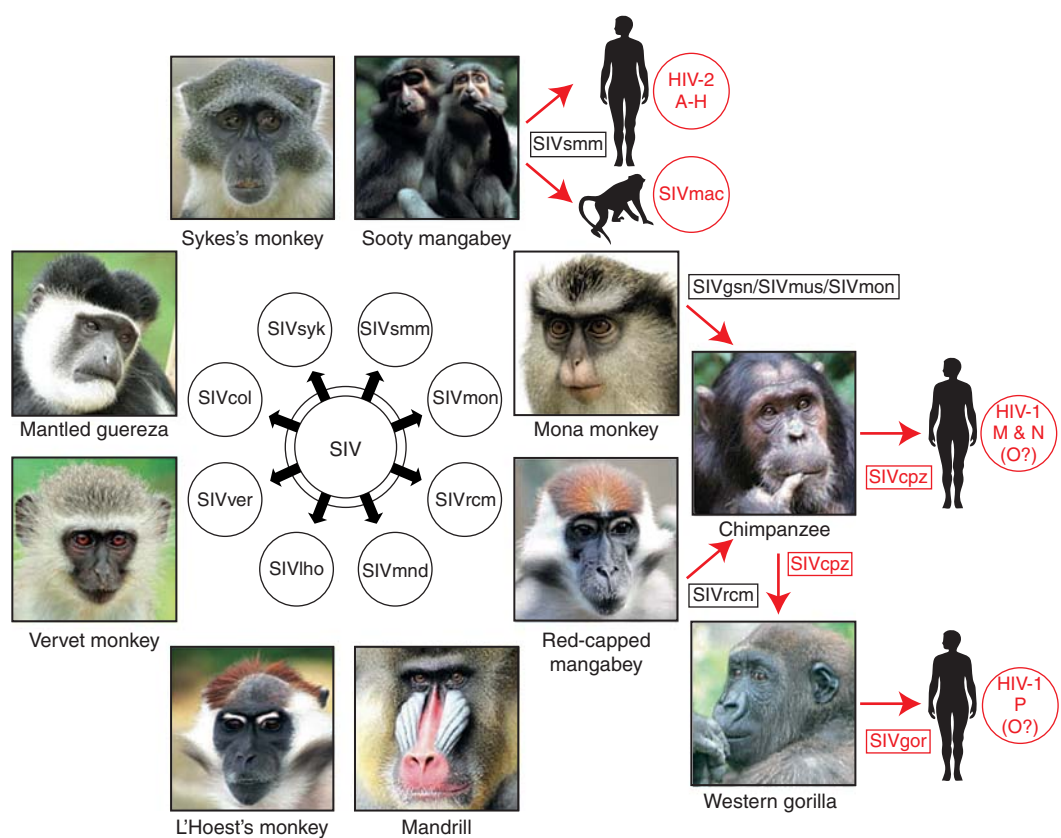 HIV-2
A-H
SIVsmm
SIVmac
Sykes's monkey
Sooty mangabey
SIVgsn/SIVmus/SIVmon
SIVsyk
SIVsmm
SIVcol
SIVmon
SIV
Mantled guereza
Mona monkey
HIV-1
M & N
(O?)
SIVcpz
SIVver
SIVrcm
Chimpanzee
SIVlho
SIVmnd
SIVcpz
SIVrcm
Vervet monkey
Red-capped
mangabey
HIV-1
P
(O?)
SIVgor
Western gorilla
L'Hoest's monkey
Mandrill